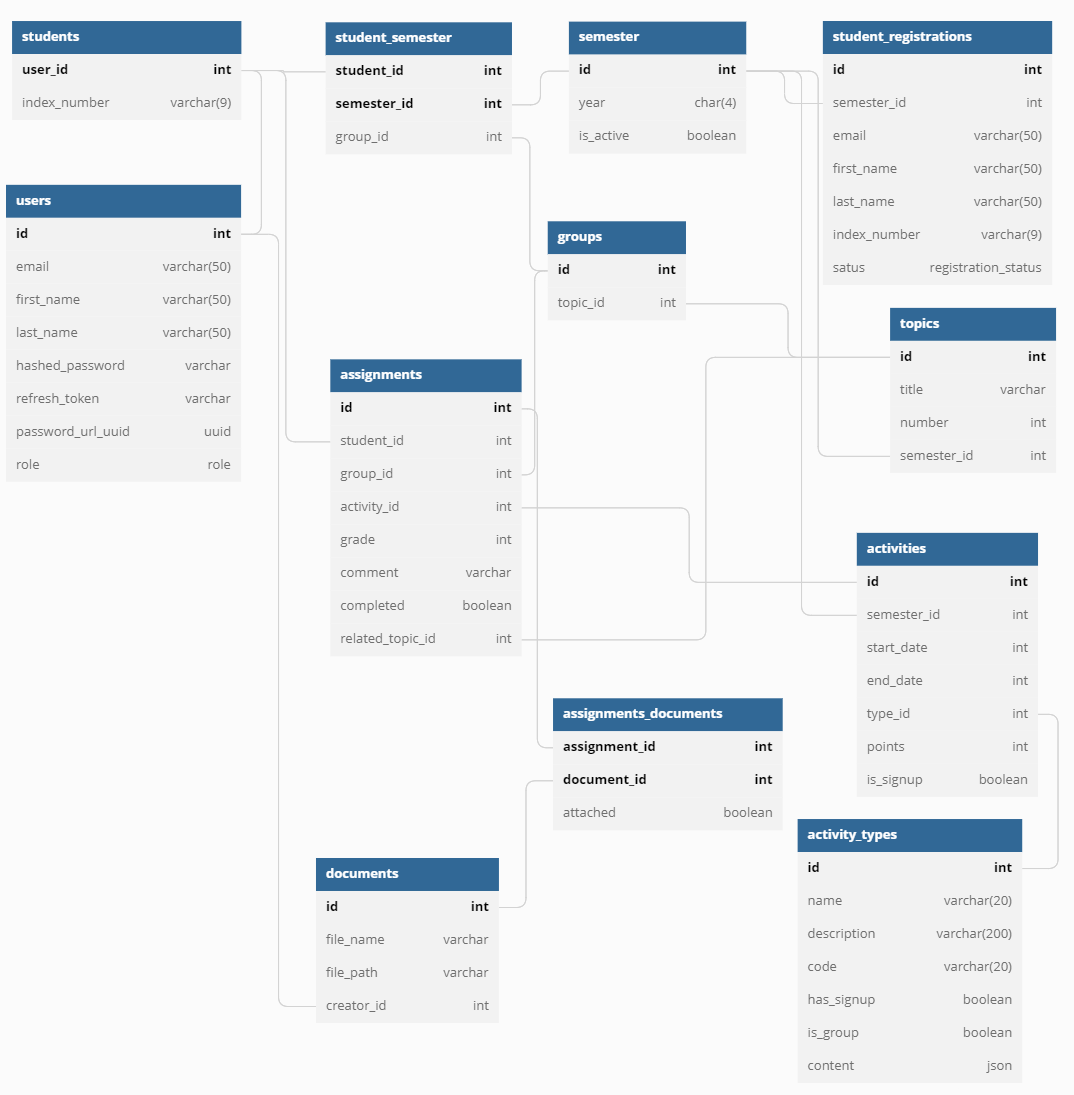 students
user_id int
index_number varchar(9)
student_semester
student_id int
semester_id int
group_id int
semester
id int
year char(4)
is_active boolean
student_registrations
id int
semester_id int
email varchar(50)
first_name varchar(50)
last_name varchar(50)
index_number varchar(9)
satus registration_status
users
id int
email varchar(50)
first_name varchar(50)
last_name varchar(50)
hashed_password varchar
refresh_token varchar
password_url_uuid uuid
role role
groups
id int
topic_id int
topics
id int
title varchar
number int
semester_id int
assignments
id int
student_id int
group_id int
activity_id int
grade int
comment varchar
completed boolean
related_topic_id int
activities
id int
semester_id int
start_date int
end_date int
type_id int
points int
is_signup boolean
assignments_documents
assignment_id int
document_id int
attached boolean
activity_types
id int
name varchar(20)
description varchar(200)
code varchar(20)
has_signup boolean
is_group boolean
content json
documents
id int
file_name varchar
file_path varchar
creator_id int